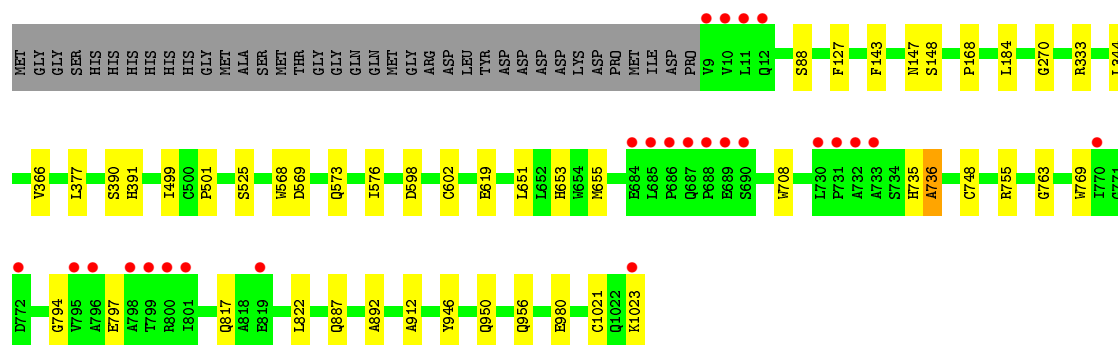 MET GLY GLY SER HIS HIS HIS HIS HIS HIS GLY MET ALA SER MET THR GLY GLY GLN GLN MET GLY ARG ASP LEU TYR ASP ASP ASP ASP LYS ASP PRO MET ILE ASP PRO V9 V10 L11 Q12 S88 F127 F143 N147 S148 P168 L184 G270 R333 L344
V366 L377 S390 H391 I499 C500 P501 S525 W568 D569 Q573 I576 D598 C602 E619 L651 L652 H653 W654 M655 E684 L685 P686 Q687 P688 E689 S690 W708 L730 P731 A732 A733 S734 H735 A736 C748 R755 G763 W769 I770
D772 G794 V795 A796 E797 A798 T799 R800 I801 Q817 A818 E819 L822 Q887 A892 A912 Y946 Q950 Q956 E980 C1021 Q1022 K1023